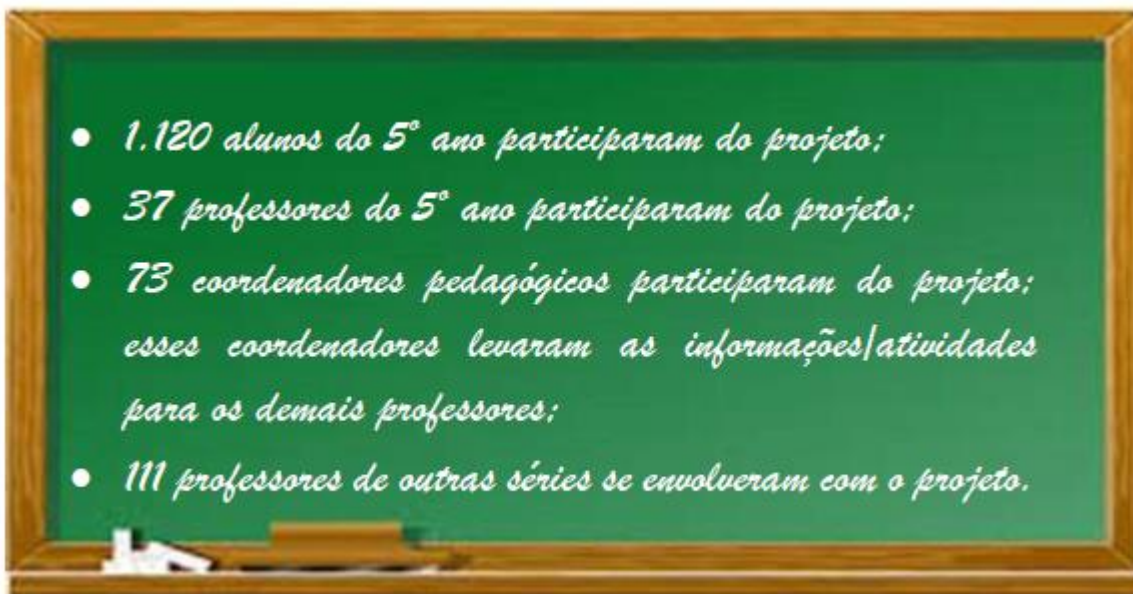 • 1.120 alunos do 5º ano participaram do projeto;
• 37 professores do 5º ano participaram do projeto;
• 73 coordenadores pedagógicos participaram do projeto;
esses coordenadores levaram as informações/atividades
para os demais professores;
• 111 professores de outras séries se envolveram com o projeto.